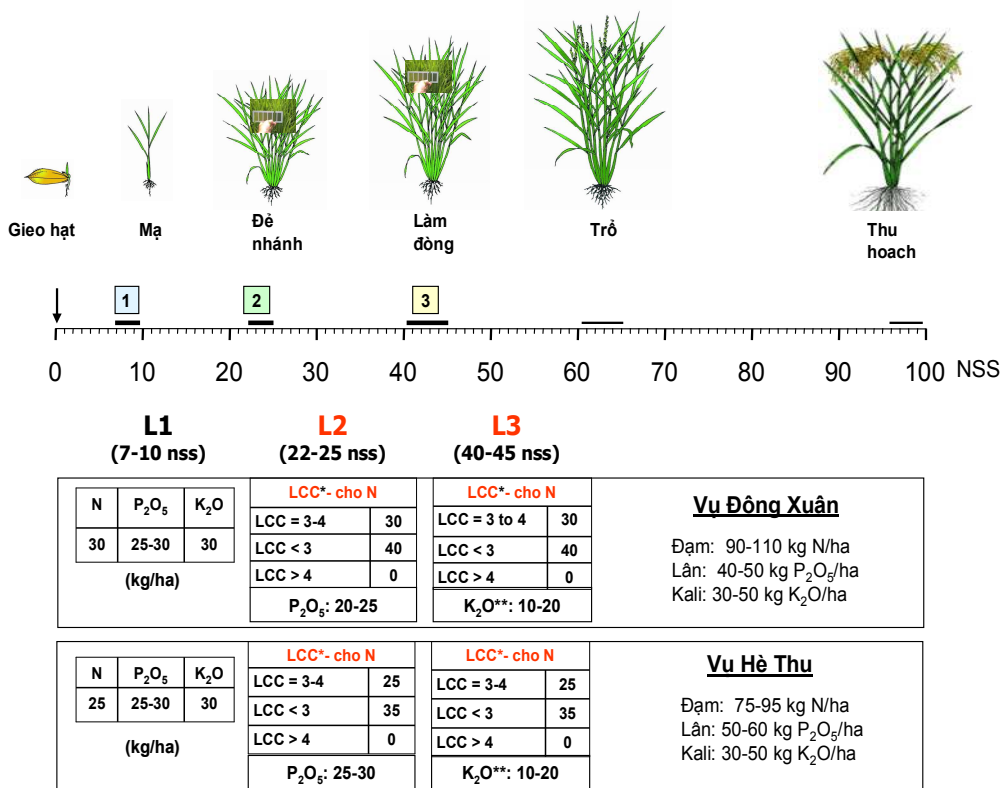 Gieo hạt
Mạ
Đẻ nhánh
Làm đòng
Trổ
Thu hoach
1 2 3
0 10 20 30 40 50 60 70 80 90 100 NSS
L1
(7-10 nss)
L2
(22-25 nss)
L3
(40-45 nss)
N P₂O₅ K₂O
30 25-30 30
(kg/ha)
LCC*- cho N
LCC = 3-4 30
LCC < 3 40
LCC > 4 0
P₂O₅: 20-25
LCC*- cho N
LCC = 3 to 4 30
LCC < 3 40
LCC > 4 0
K₂O**: 10-20
Vụ Đông Xuân
Đạm: 90-110 kg N/ha
Lân: 40-50 kg P₂O₅/ha
Kali: 30-50 kg K₂O/ha
N P₂O₅ K₂O
25 25-30 30
(kg/ha)
LCC*- cho N
LCC = 3-4 25
LCC < 3 35
LCC > 4 0
P₂O₅: 25-30
LCC*- cho N
LCC = 3-4 25
LCC < 3 35
LCC > 4 0
K₂O**: 10-20
Vụ Hè Thu
Đạm: 75-95 kg N/ha
Lân: 50-60 kg P₂O₅/ha
Kali: 30-50 kg K₂O/ha